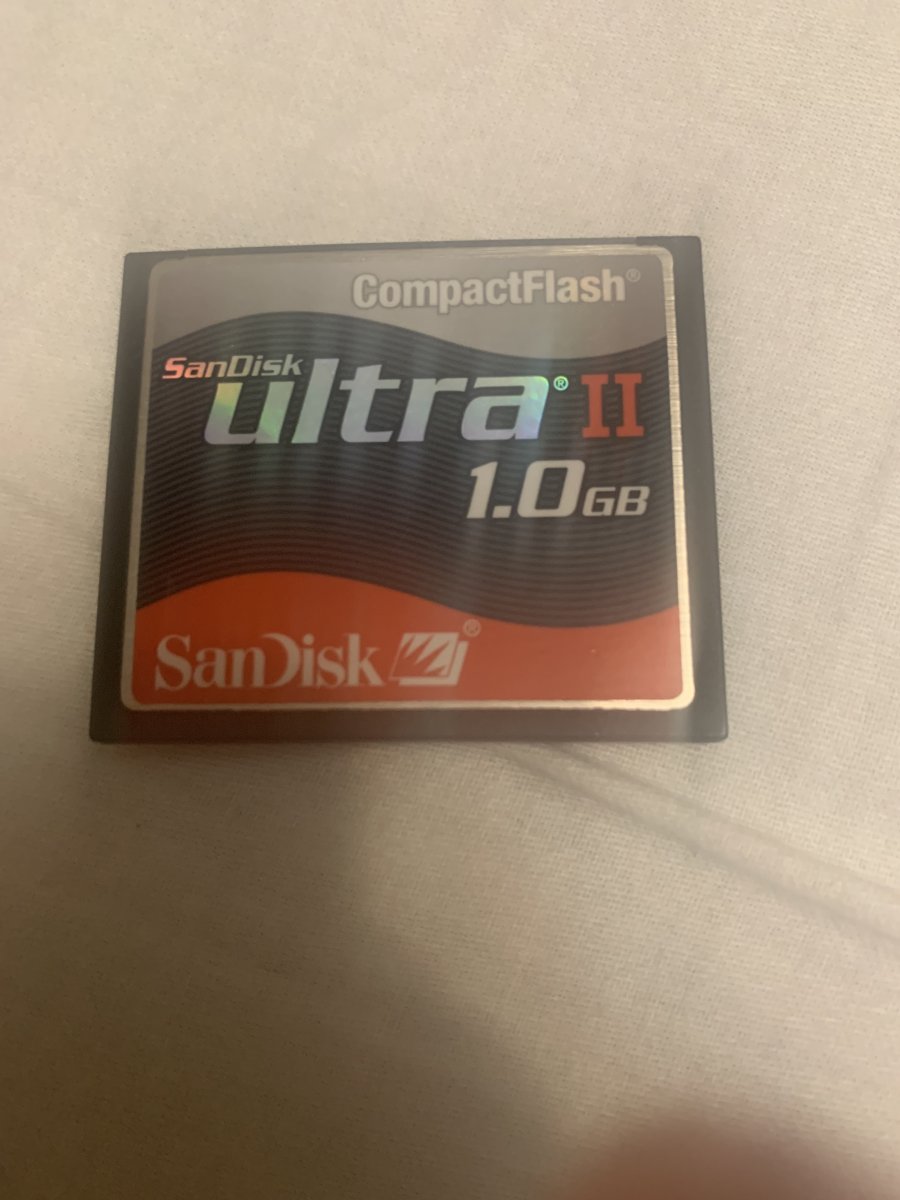 CompactFlash®
SanDisk
ultra® II
1.0GB
SanDisk®